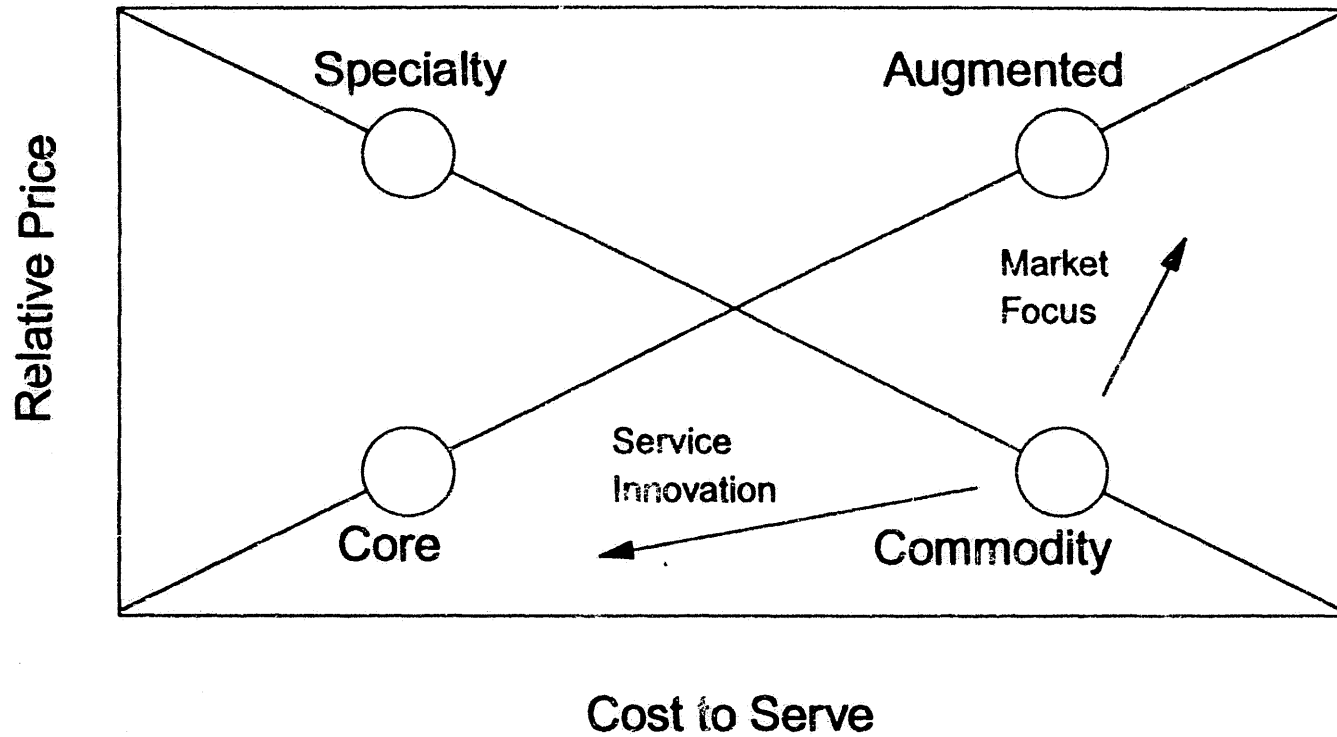 Specialty
Augmented
Relative Price
Market
Focus
Service
Innovation
Core
Commodity
Cost to Serve